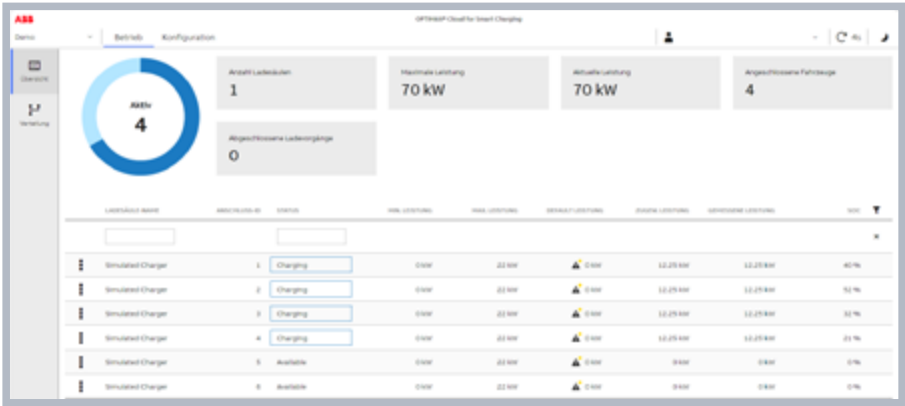 ABB
OPTIMAX® Cloud for Smart Charging
Demo Betrieb Konfiguration
Übersicht
Verteilung
Aktiv
4
Anzahl Ladesäulen
1
Maximale Leistung
70 kW
Aktuelle Leistung
70 kW
Angeschlossene Fahrzeuge
4
Abgeschlossene Ladevorgänge
0
LADESÄULE NAME ANSCHLUSS-ID STATUS MIN. LEISTUNG MAX. LEISTUNG DEFAULT LEISTUNG ZUGEW. LEISTUNG GEMESSENE LEISTUNG SOC
Simulated Charger 1 Charging 0 kW 22 kW 0 kW 12.25 kW 12.25 kW 40 %
Simulated Charger 2 Charging 0 kW 22 kW 0 kW 12.25 kW 12.25 kW 52 %
Simulated Charger 3 Charging 0 kW 22 kW 0 kW 12.25 kW 12.25 kW 32 %
Simulated Charger 4 Charging 0 kW 22 kW 0 kW 12.25 kW 12.25 kW 21 %
Simulated Charger 5 Available 0 kW 22 kW 0 kW 0 kW 0 kW 0 %
Simulated Charger 6 Available 0 kW 22 kW 0 kW 0 kW 0 kW 0 %